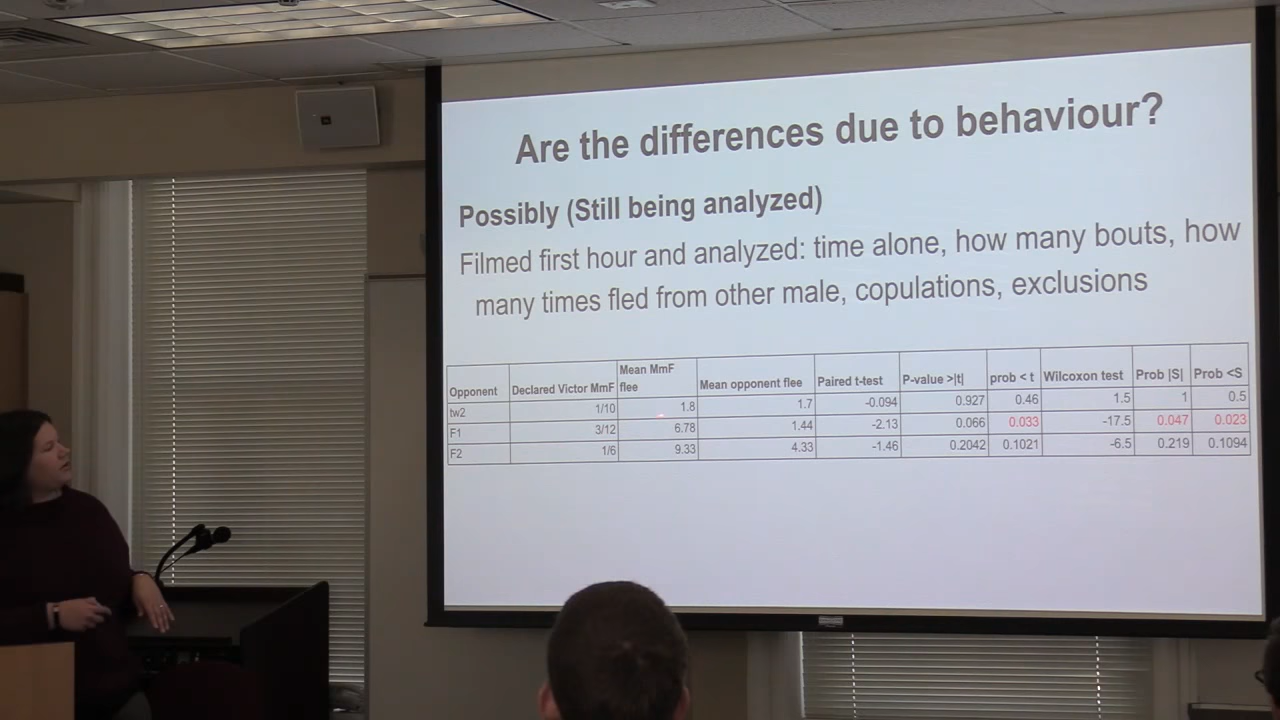 Are the differences due to behaviour?
Possibly (Still being analyzed)
Filmed first hour and analyzed: time alone, how many bouts, how
many times fled from other male, copulations, exclusions
Opponent Declared Victor MmF Mean MmF flee Mean opponent flee Paired t-test P-value >|t| prob < t Wilcoxon test Prob |S| Prob <S
tw2 1/10 1.8 1.7 -0.094 0.927 0.46 1.5 1 0.5
F1 3/12 6.78 1.44 -2.13 0.066 0.033 -17.5 0.047 0.023
F2 1/6 9.33 4.33 -1.46 0.2042 0.1021 -6.5 0.219 0.1094